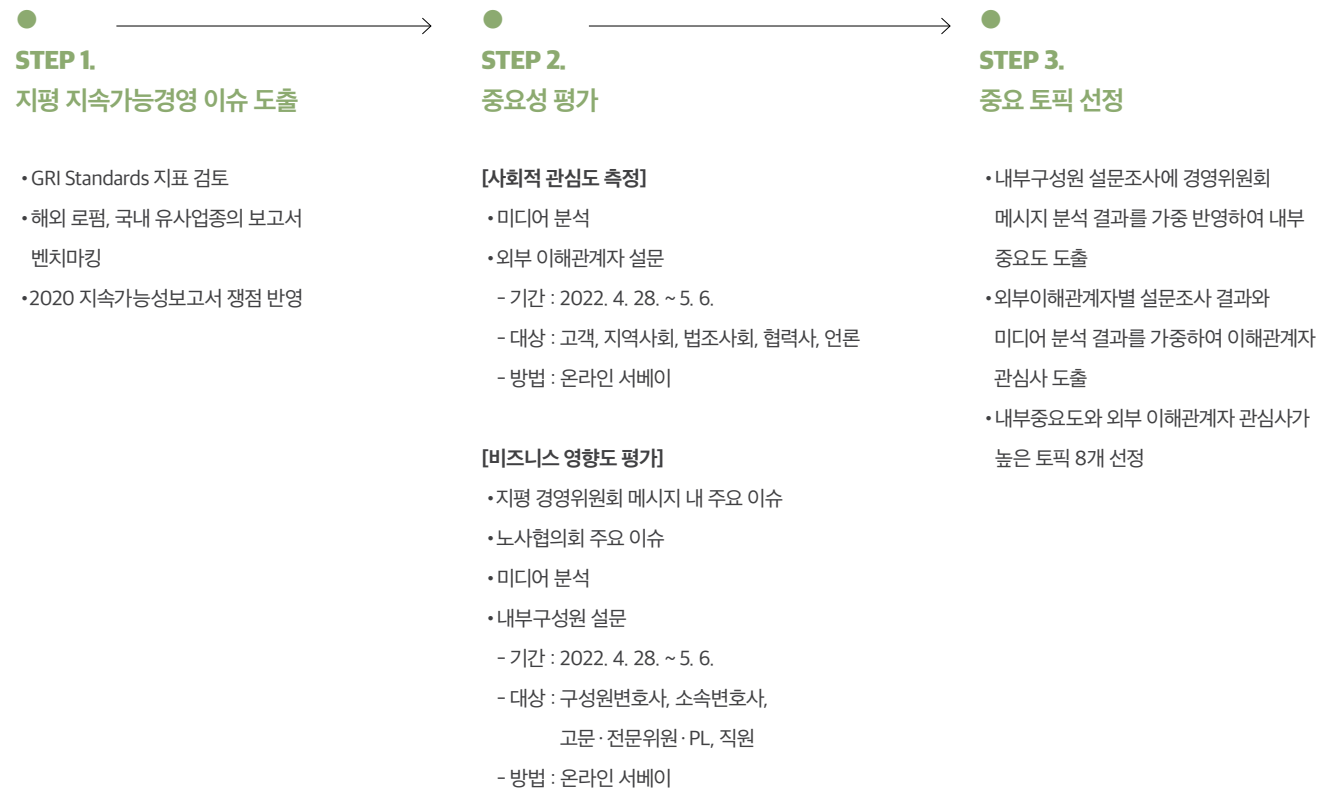 STEP 1.
지평 지속가능경영 이슈 도출
• GRI Standards 지표 검토
• 해외 로펌, 국내 유사업종의 보고서
벤치마킹
• 2020 지속가능성보고서 쟁점 반영
STEP 2.
중요성 평가
[사회적 관심도 측정]
• 미디어 분석
• 외부 이해관계자 설문
- 기간 : 2022. 4. 28. ~ 5. 6.
- 대상 : 고객, 지역사회, 법조사회, 협력사, 언론
- 방법 : 온라인 서베이
[비즈니스 영향도 평가]
• 지평 경영위원회 메시지 내 주요 이슈
• 노사협의회 주요 이슈
• 미디어 분석
• 내부구성원 설문
- 기간 : 2022. 4. 28. ~ 5. 6.
- 대상 : 구성원변호사, 소속변호사,
고문·전문위원·PL, 직원
- 방법 : 온라인 서베이
STEP 3.
중요 토픽 선정
• 내부구성원 설문조사에 경영위원회
메시지 분석 결과를 가중 반영하여 내부
중요도 도출
• 외부이해관계자별 설문조사 결과와
미디어 분석 결과를 가중하여 이해관계자
관심사 도출
• 내부중요도와 외부 이해관계자 관심사가
높은 토픽 8개 선정